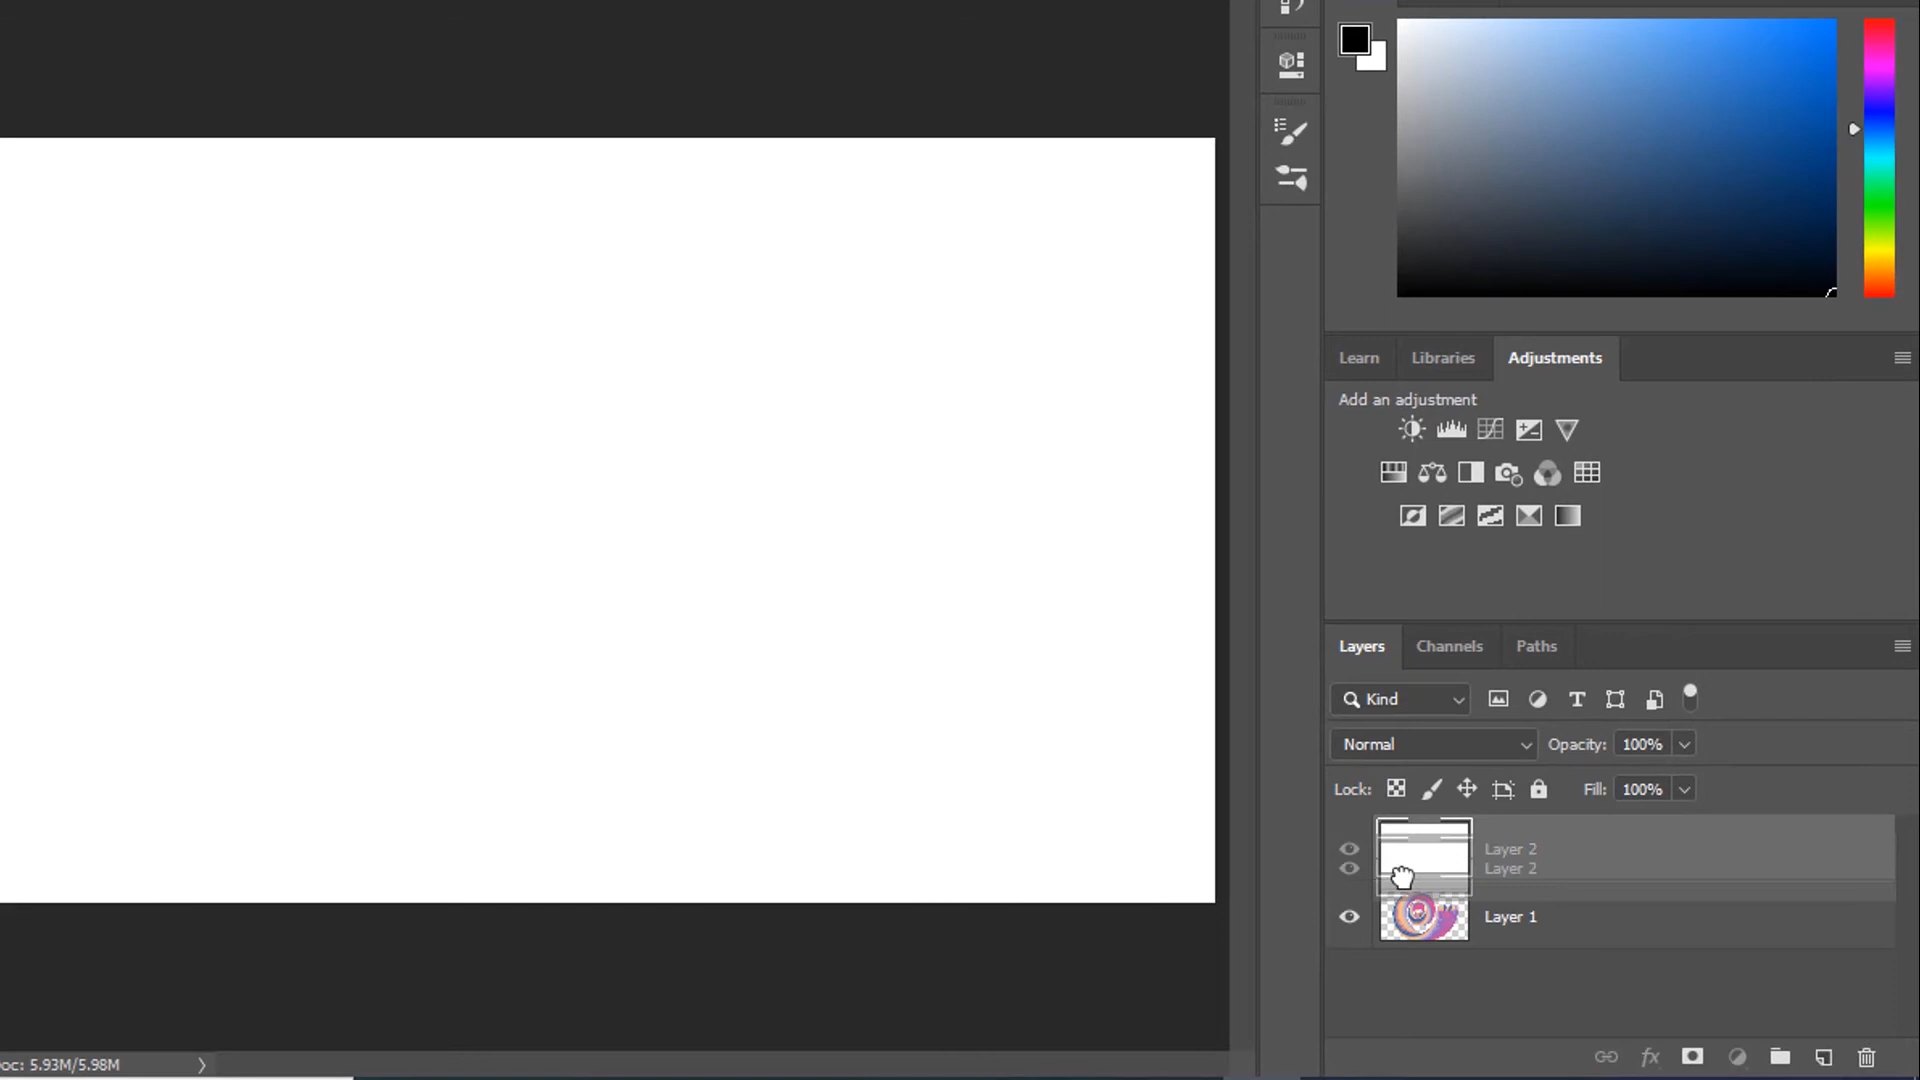 Learn Libraries Adjustments
Add an adjustment
Layers Channels Paths
Kind
Normal Opacity: 100%
Lock: Fill: 100%
Layer 2
Layer 2
Layer 1
oc: 5.93M/5.98M
fx